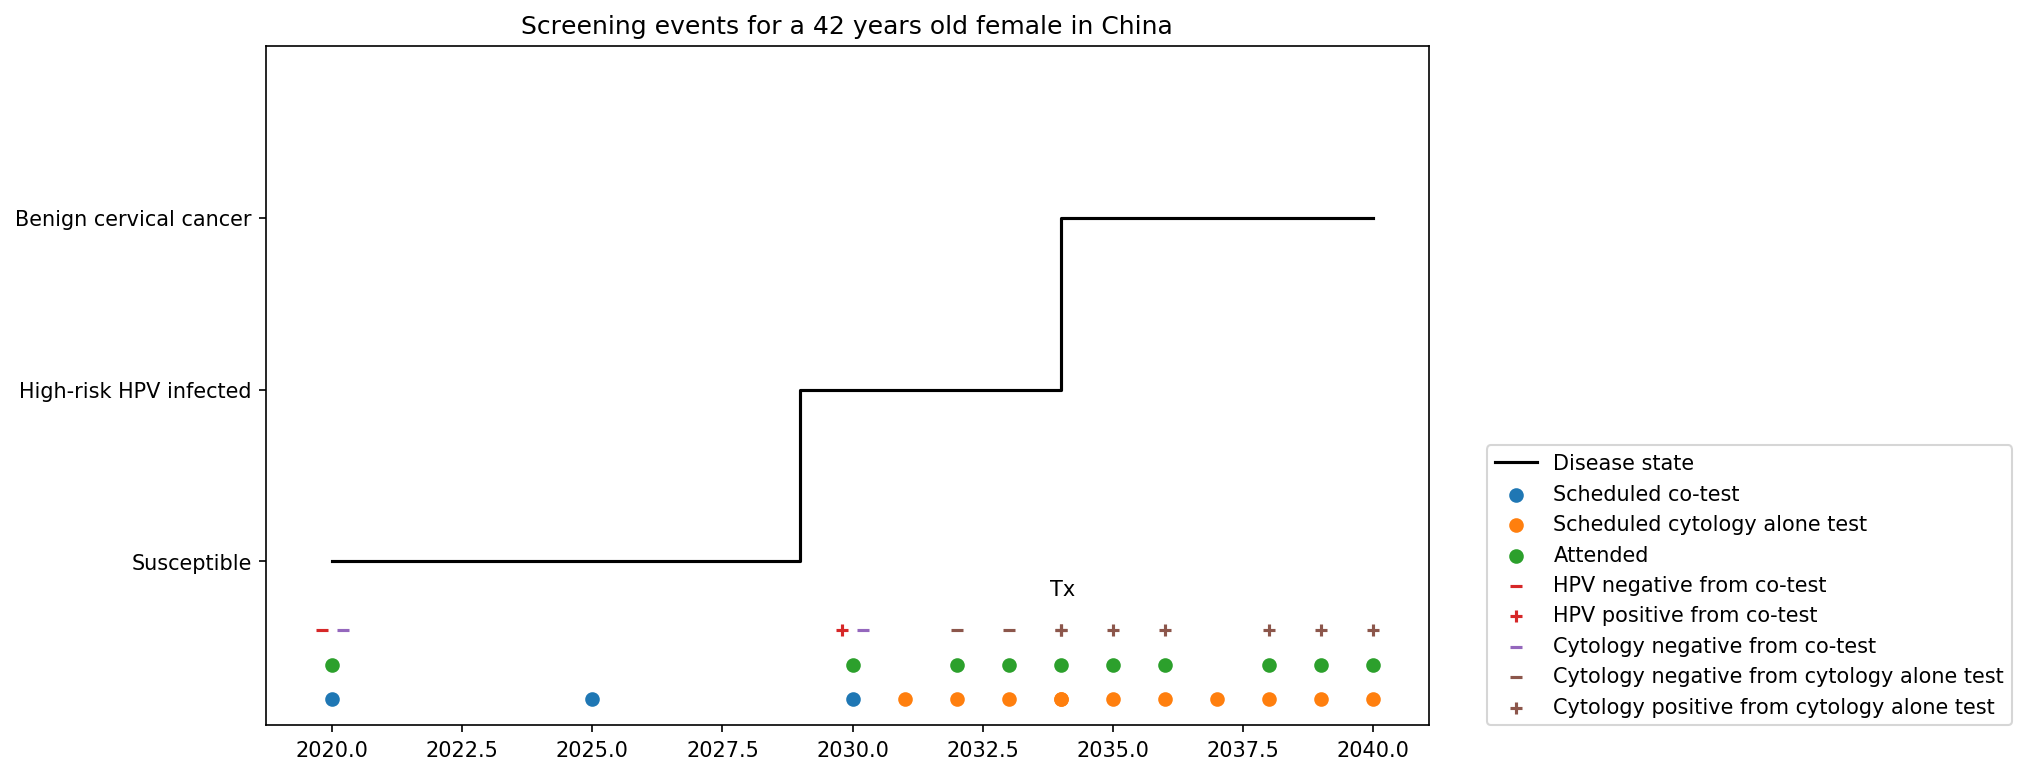 Screening events for a 42 years old female in China
Benign cervical cancer
High-risk HPV infected
Susceptible
Tx
2020.0 2022.5 2025.0 2027.5 2030.0 2032.5 2035.0 2037.5 2040.0
Disease state
Scheduled co-test
Scheduled cytology alone test
Attended
HPV negative from co-test
HPV positive from co-test
Cytology negative from co-test
Cytology negative from cytology alone test
Cytology positive from cytology alone test